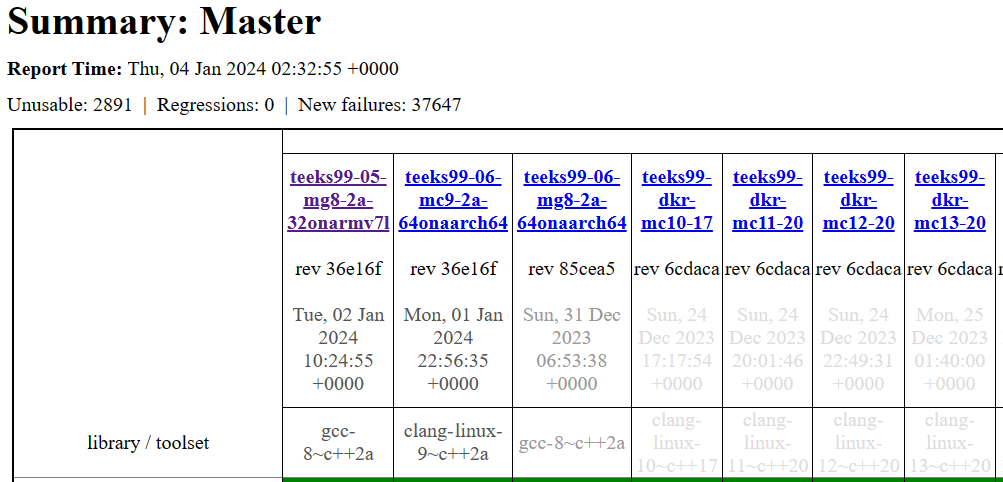 Summary: Master
Report Time: Thu, 04 Jan 2024 02:32:55 +0000
Unusable: 2891 | Regressions: 0 | New failures: 37647
teeks99-05-
mg8-2a-
32onarmv7l
rev 36e16f
Tue, 02 Jan
2024
10:24:55
+0000
teeks99-06-
mc9-2a-
64onaarch64
rev 36e16f
Mon, 01 Jan
2024
22:56:35
+0000
teeks99-06-
mg8-2a-
64onaarch64
rev 85cea5
Sun, 31 Dec
2023
06:53:38
+0000
teeks99-
dkr-
mc10-17
rev 6cdaca
Sun, 24
Dec 2023
17:17:54
+0000
teeks99-
dkr-
mc11-20
rev 6cdaca
Sun, 24
Dec 2023
20:01:46
+0000
teeks99-
dkr-
mc12-20
rev 6cdaca
Sun, 24
Dec 2023
22:49:31
+0000
teeks99-
dkr-
mc13-20
rev 6cdaca
Mon, 25
Dec 2023
01:40:00
+0000
library / toolset
gcc-
8~c++2a
clang-linux-
9~c++2a
gcc-8~c++2a
clang-
linux-
10~c++17
clang-
linux-
11~c++20
clang-
linux-
12~c++20
clang-
linux-
13~c++20